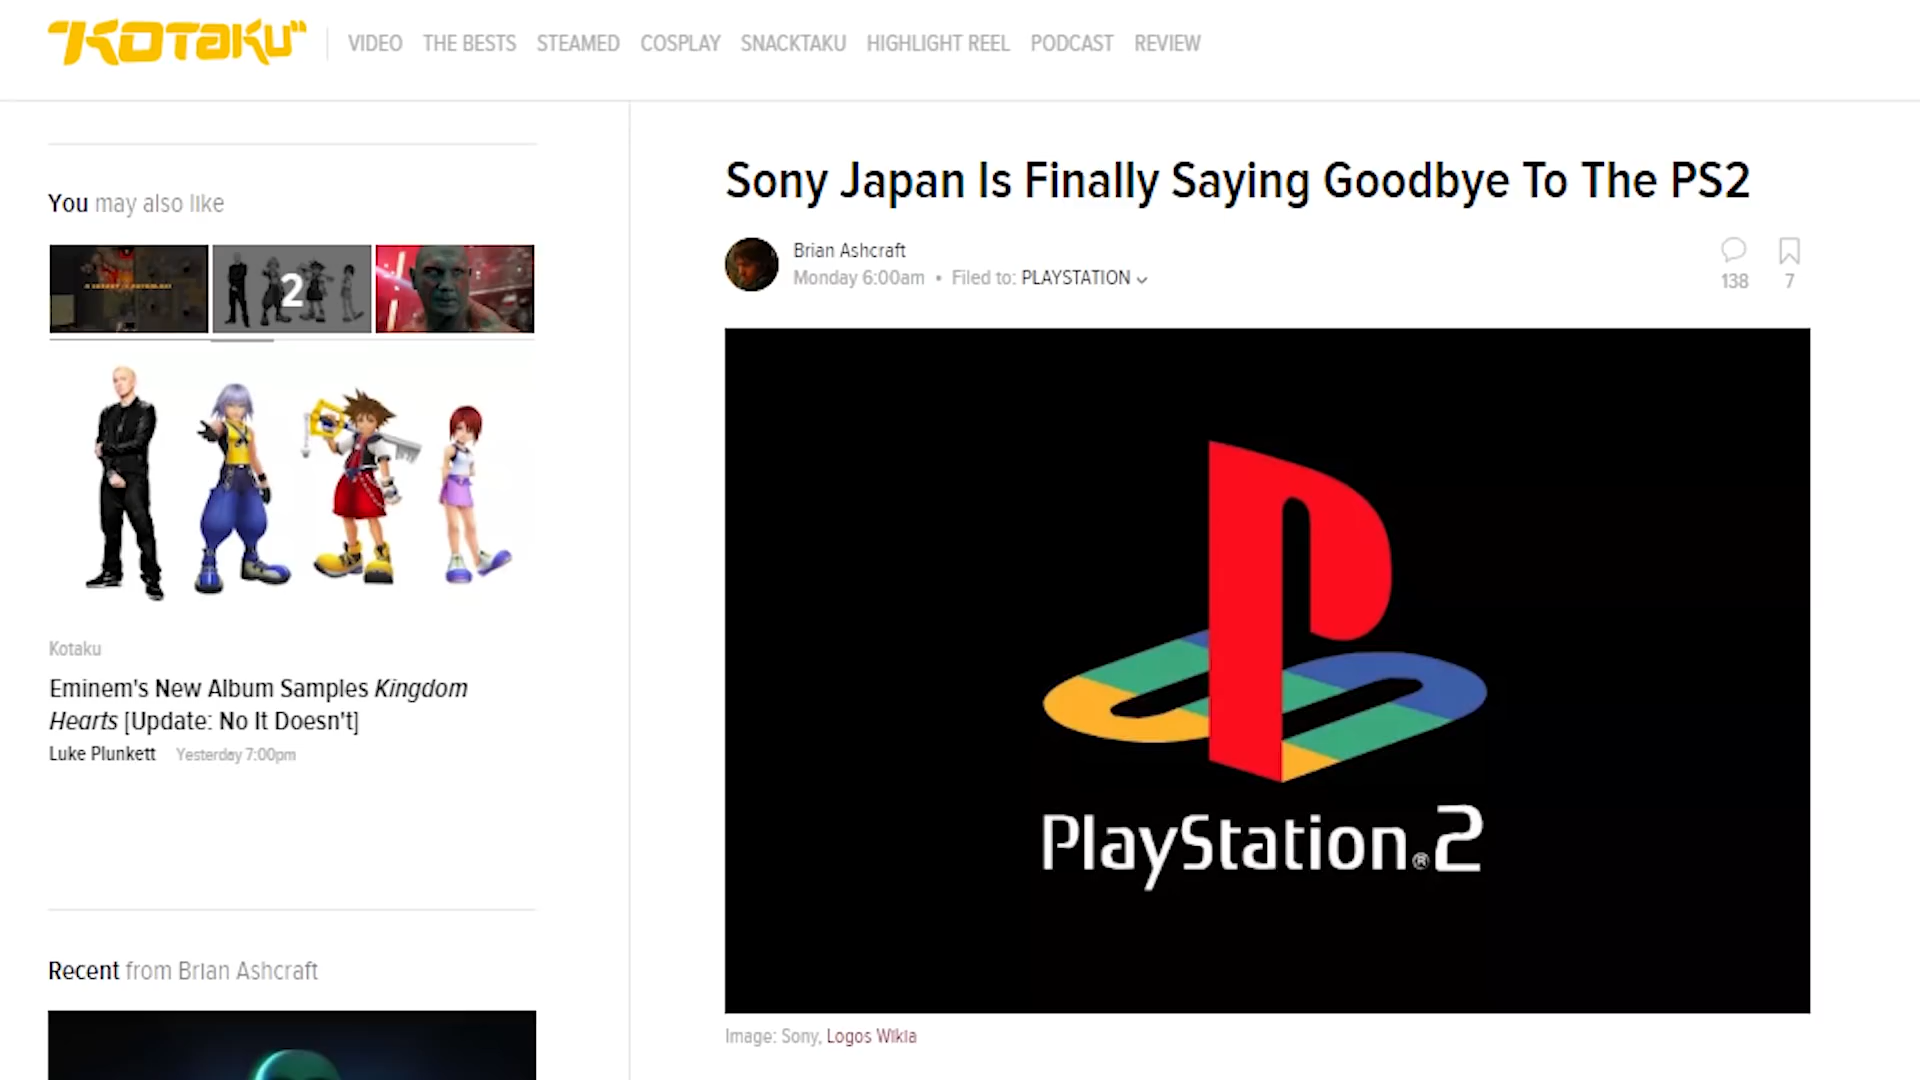 KOTAKU
VIDEO THE BESTS STEAMED COSPLAY SNACKTAKU HIGHLIGHT REEL PODCAST REVIEW
You may also like
2
Kotaku
Eminem's New Album Samples Kingdom
Hearts [Update: No It Doesn't]
Luke Plunkett Yesterday 7:00pm
Recent from Brian Ashcraft
Sony Japan Is Finally Saying Goodbye To The PS2
Brian Ashcraft
Monday 6:00am • Filed to: PLAYSTATION
138 7
PlayStation®2
Image: Sony, Logos Wikia